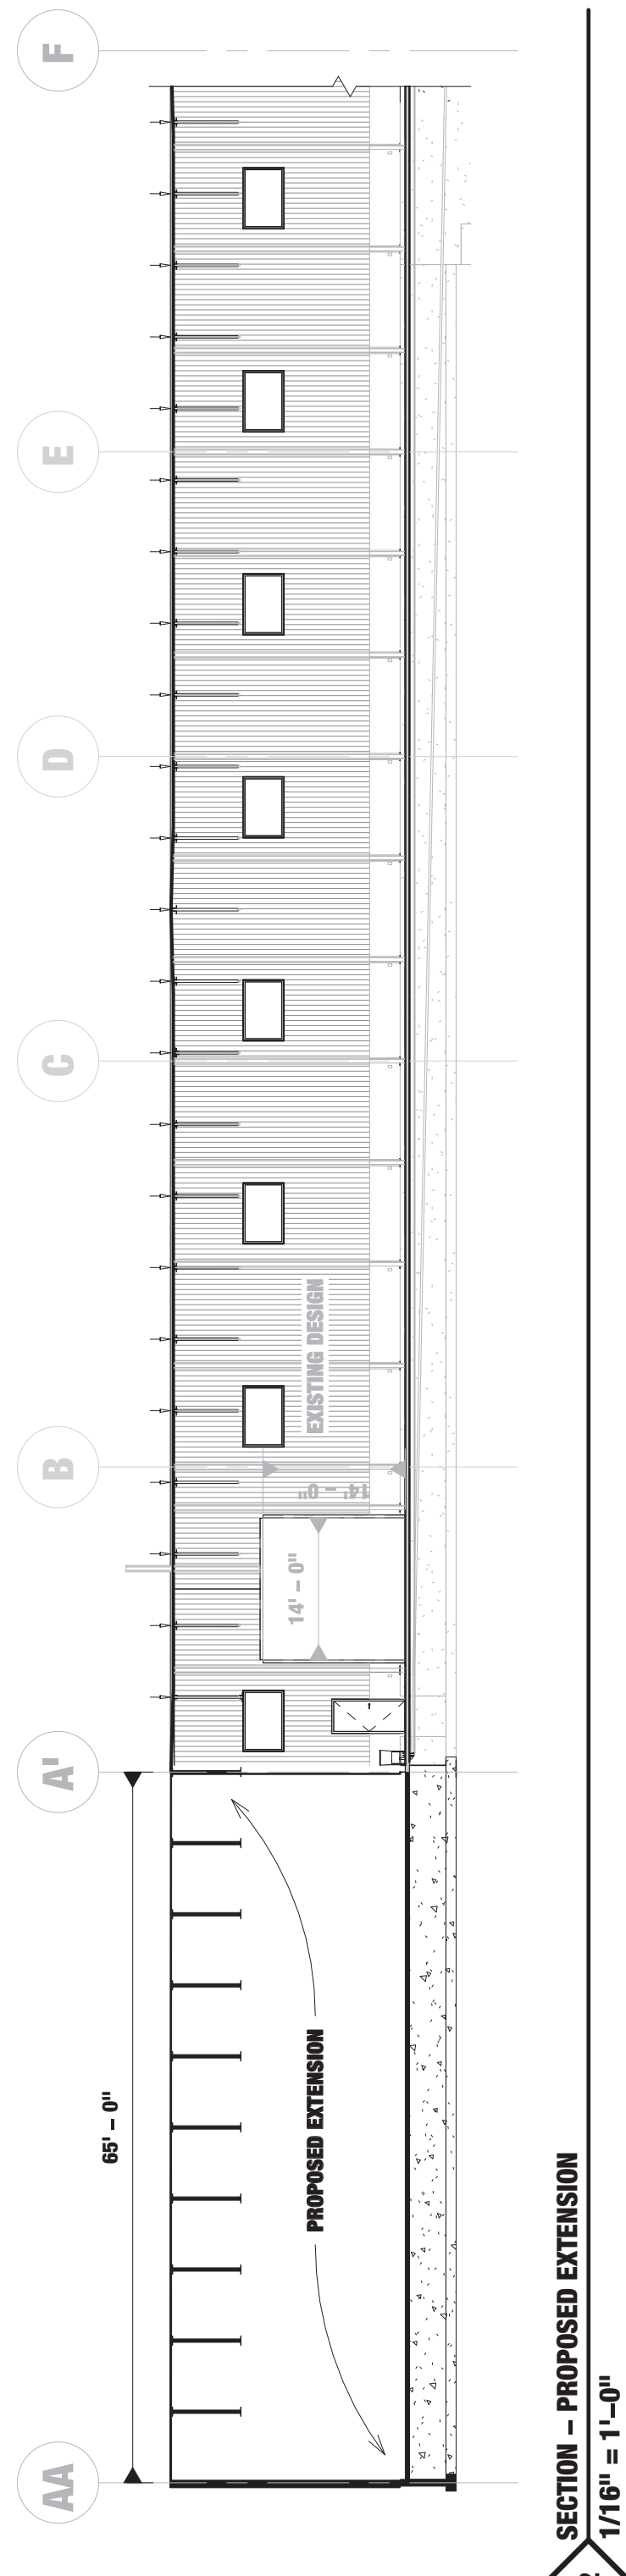 AA
A'
B
C
D
E
F
65' – 0"
14' – 0"
14' – 0"
EXISTING DESIGN
PROPOSED EXTENSION
SECTION – PROPOSED EXTENSION
1/16" = 1'–0"